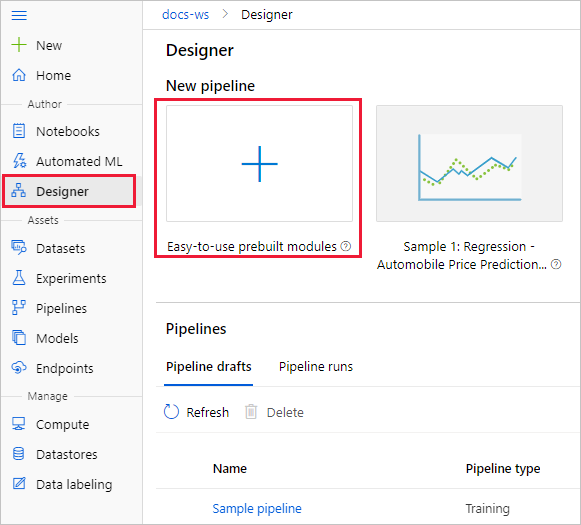 docs-ws > Designer
New
Home
Author
Notebooks
Automated ML
Designer
Assets
Datasets
Experiments
Pipelines
Models
Endpoints
Manage
Compute
Datastores
Data labeling
Designer
New pipeline
Easy-to-use prebuilt modules ?
Sample 1: Regression -
Automobile Price Prediction... ?
Pipelines
Pipeline drafts Pipeline runs
Refresh Delete
Name Pipeline type
Sample pipeline Training